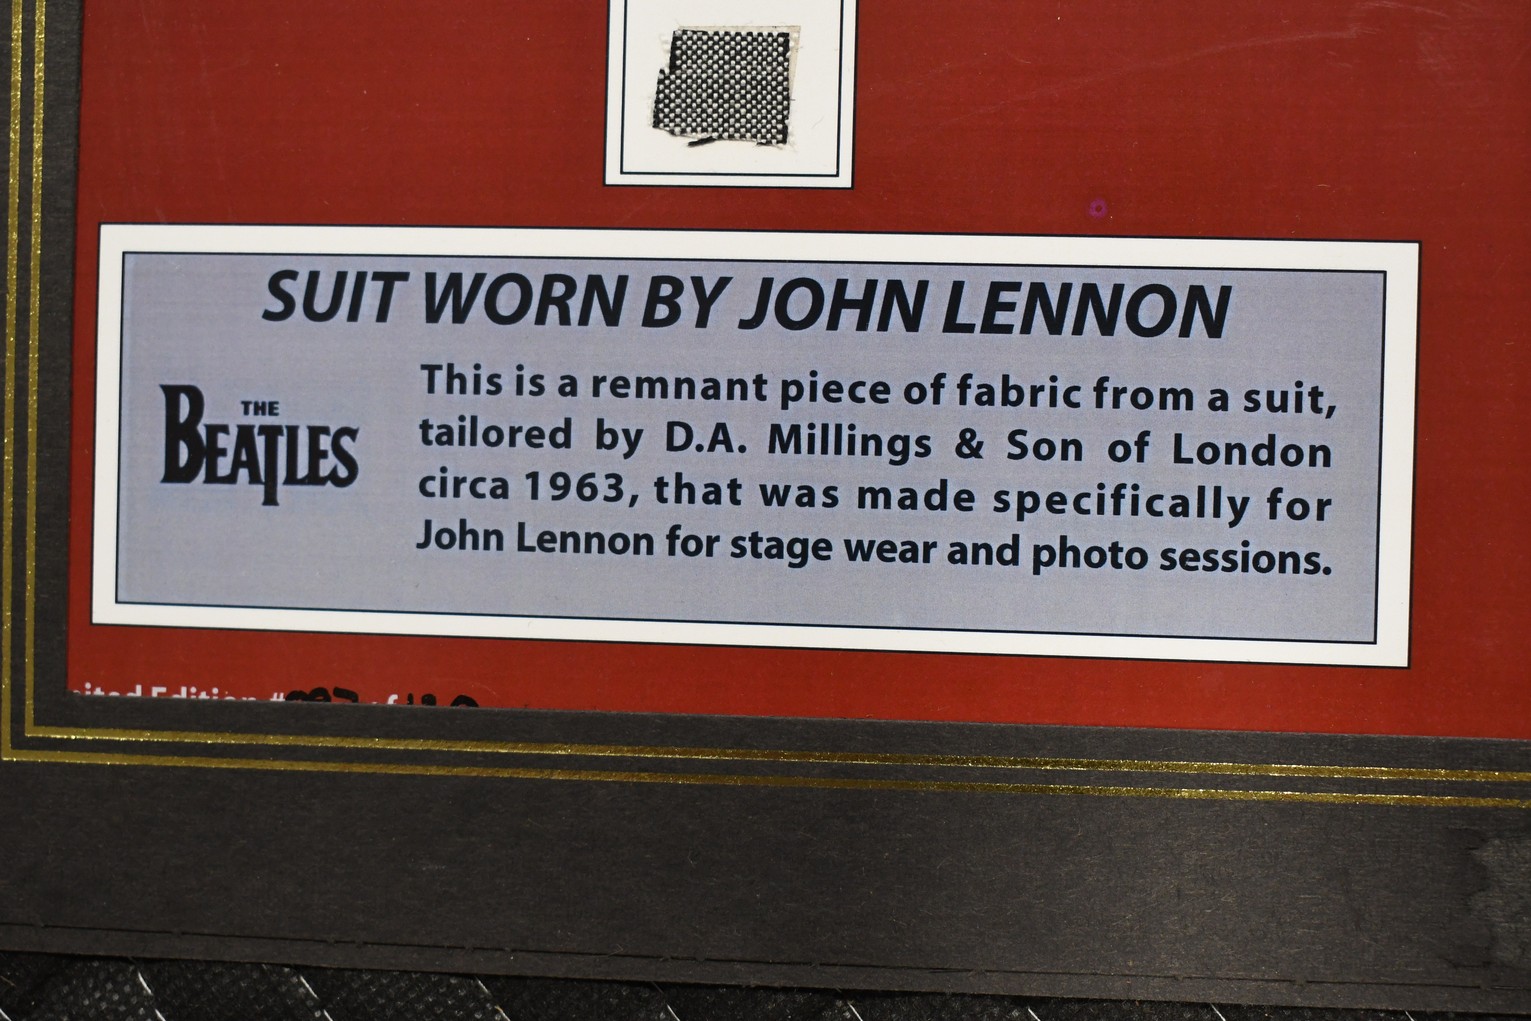 SUIT WORN BY JOHN LENNON
THE
BEATLES
This is a remnant piece of fabric from a suit,
tailored by D.A. Millings & Son of London
circa 1963, that was made specifically for
John Lennon for stage wear and photo sessions.
Edition #